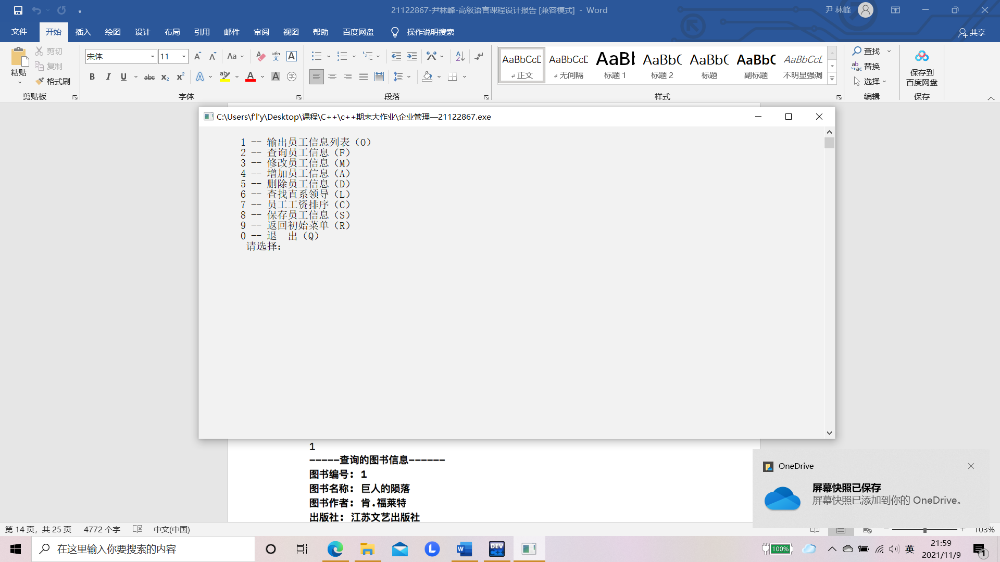 21122867-尹林峰-高级语言课程设计报告 [兼容模式] - Word
尹 林峰
文件 开始 插入 绘图 设计 布局 引用 邮件 审阅 视图 帮助 百度网盘 操作说明搜索 共享
粘贴
剪切
复制
格式刷
剪贴板
宋体 11
Aa wén 文 A
B I U abc x₂ x² A ab A A 字
字体
段落
AaBbCcD AaBbCcD AaBl AaBbC AaBbC AaBbC AaBbCcD
正文 无间隔 标题 1 标题 2 标题 副标题 不明显强调
样式
查找
替换
选择
编辑
保存到
百度网盘
保存
C:\Users\f'l'y\Desktop\课程\C++\c++期末大作业\企业管理—21122867.exe
1 -- 输出员工信息列表（O）
2 -- 查询员工信息（F）
3 -- 修改员工信息（M）
4 -- 增加员工信息（A）
5 -- 删除员工信息（D）
6 -- 查找直系领导（L）
7 -- 员工工资排序（C）
8 -- 保存员工信息（S）
9 -- 返回初始菜单（R）
0 -- 退　出（Q）
请选择：
1
-----查询的图书信息------
图书编号: 1
图书名称: 巨人的陨落
图书作者: 肯.福莱特
出版社: 江苏文艺出版社
OneDrive
屏幕快照已保存
屏幕快照已添加到你的 OneDrive。
第 14 页，共 25 页 4772 个字 中文(中国) 103%
在这里输入你要搜索的内容
DEV C++
100%
英
21:59
2021/11/9
1